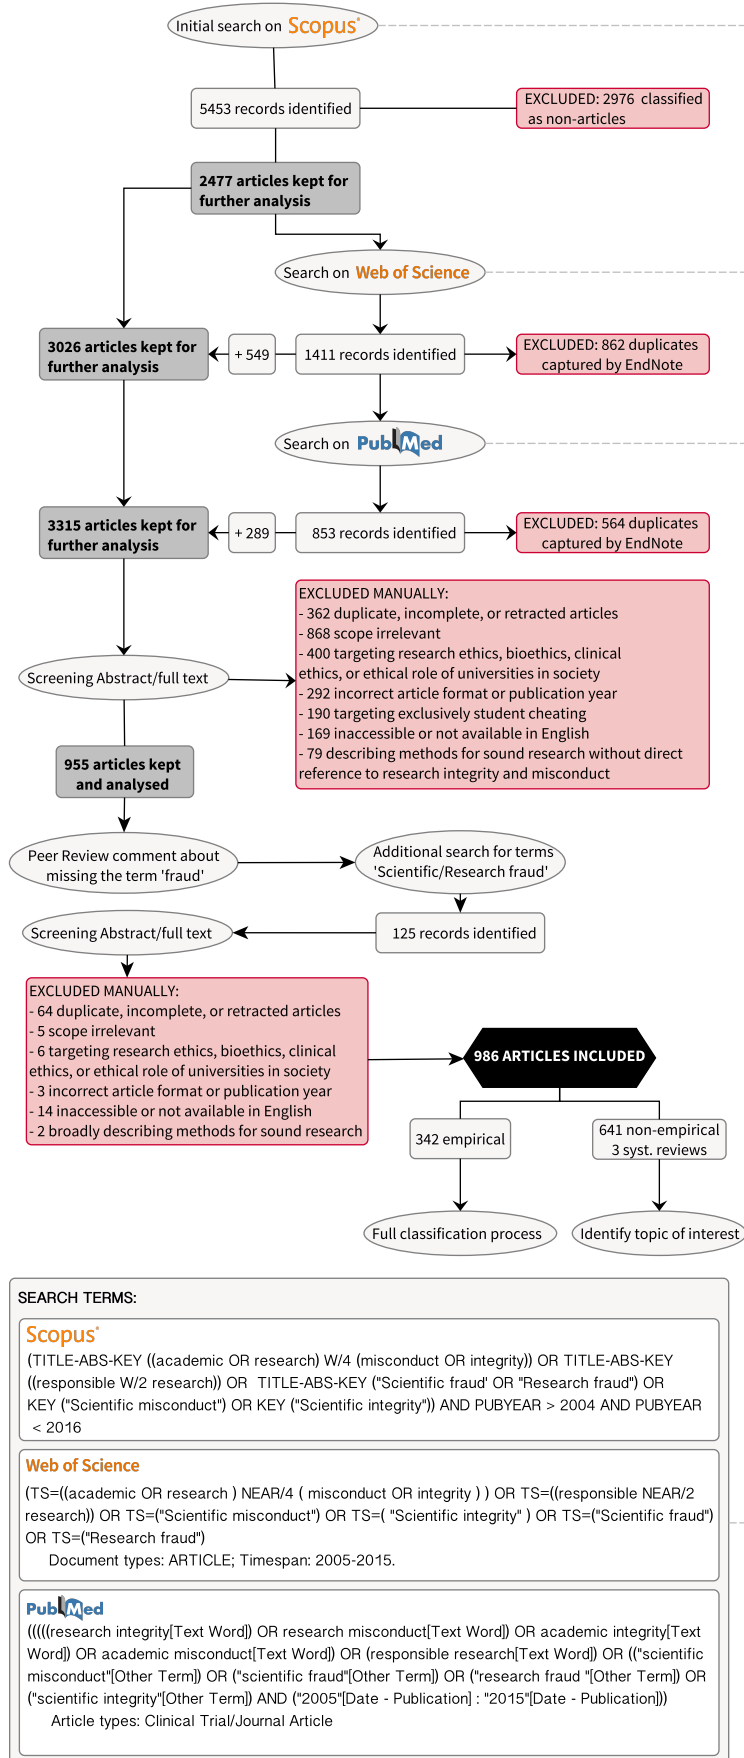 Initial search on Scopus®
5453 records identified
EXCLUDED: 2976 classified
as non-articles
2477 articles kept for
further analysis
Search on Web of Science
3026 articles kept for
further analysis
+ 549
1411 records identified
EXCLUDED: 862 duplicates
captured by EndNote
Search on PubMed
3315 articles kept for
further analysis
+ 289
853 records identified
EXCLUDED: 564 duplicates
captured by EndNote
EXCLUDED MANUALLY:
- 362 duplicate, incomplete, or retracted articles
- 868 scope irrelevant
- 400 targeting research ethics, bioethics, clinical
ethics, or ethical role of universities in society
- 292 incorrect article format or publication year
- 190 targeting exclusively student cheating
- 169 inaccessible or not available in English
- 79 describing methods for sound research without direct
reference to research integrity and misconduct
Screening Abstract/full text
955 articles kept
and analysed
Peer Review comment about
missing the term 'fraud'
Additional search for terms
'Scientific/Research fraud'
Screening Abstract/full text
125 records identified
EXCLUDED MANUALLY:
- 64 duplicate, incomplete, or retracted articles
- 5 scope irrelevant
- 6 targeting research ethics, bioethics, clinical
ethics, or ethical role of universities in society
- 3 incorrect article format or publication year
- 14 inaccessible or not available in English
- 2 broadly describing methods for sound research
986 ARTICLES INCLUDED
342 empirical
641 non-empirical
3 syst. reviews
Full classification process
Identify topic of interest
SEARCH TERMS:
Scopus®
(TITLE-ABS-KEY ((academic OR research) W/4 (misconduct OR integrity)) OR TITLE-ABS-KEY
((responsible W/2 research)) OR TITLE-ABS-KEY ("Scientific fraud' OR "Research fraud") OR
KEY ("Scientific misconduct") OR KEY ("Scientific integrity")) AND PUBYEAR > 2004 AND PUBYEAR
< 2016
Web of Science
(TS=((academic OR research ) NEAR/4 ( misconduct OR integrity ) ) OR TS=((responsible NEAR/2
research)) OR TS=("Scientific misconduct") OR TS=( "Scientific integrity" ) OR TS=("Scientific fraud")
OR TS=("Research fraud")
Document types: ARTICLE; Timespan: 2005-2015.
PubMed
(((((research integrity[Text Word]) OR research misconduct[Text Word]) OR academic integrity[Text
Word]) OR academic misconduct[Text Word]) OR (responsible research[Text Word]) OR (("scientific
misconduct"[Other Term]) OR ("scientific fraud"[Other Term]) OR ("research fraud "[Other Term]) OR
("scientific integrity"[Other Term]) AND ("2005"[Date - Publication] : "2015"[Date - Publication]))
Article types: Clinical Trial/Journal Article